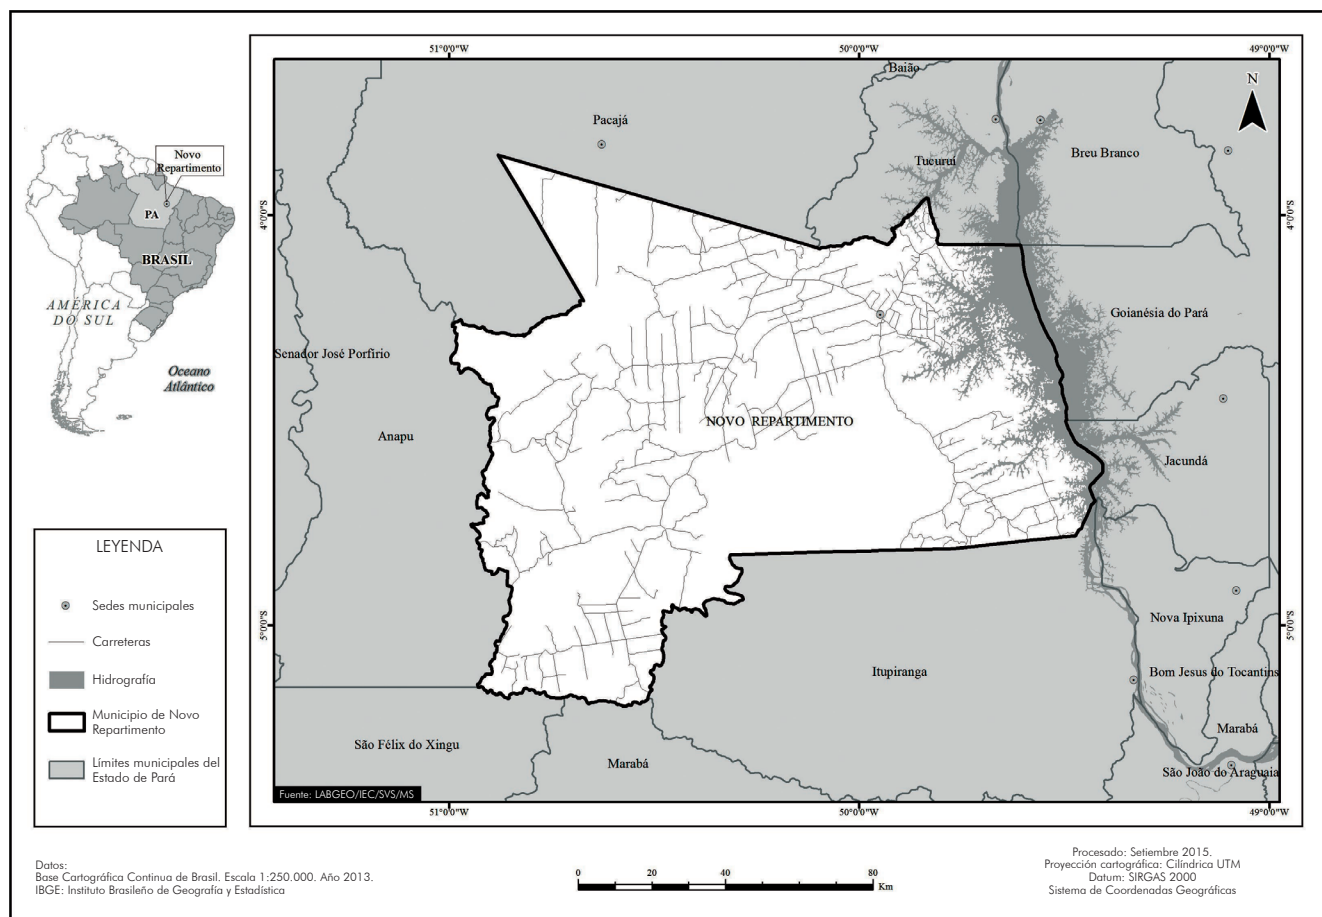 51°0'0"W
50°0'0"W
49°0'0"W
Baião
N
Pacajá
Breu Branco
Tucuruí
Novo
Repartimento
PA
4°0'0"S
4°0'0"S
BRASIL
AMÉRICA
DO SUL
Goianésia do Pará
Senador José Porfírio
Oceano
Atlántico
NOVO REPARTIMENTO
Anapu
Jacundá
LEYENDA
Sedes municipales
Carreteras
Hidrografía
Municipio de Novo
Repartimento
Límites municipales del
Estado de Pará
5°0'0"S
5°0'0"S
Nova Ipixuna
Itupiranga
Bom Jesus do Tocantins
Marabá
São Félix do Xingu
Marabá
São João do Araguaia
Fuente: LABGEO/IEC/SVS/MS
51°0'0"W
50°0'0"W
49°0'0"W
Datos:
Base Cartográfica Continua de Brasil. Escala 1:250.000. Año 2013.
IBGE: Instituto Brasileño de Geografía y Estadística
0 20 40 80
Km
Procesado: Setiembre 2015.
Proyección cartográfica: Cilíndrica UTM
Datum: SIRGAS 2000
Sistema de Coordenadas Geográficas